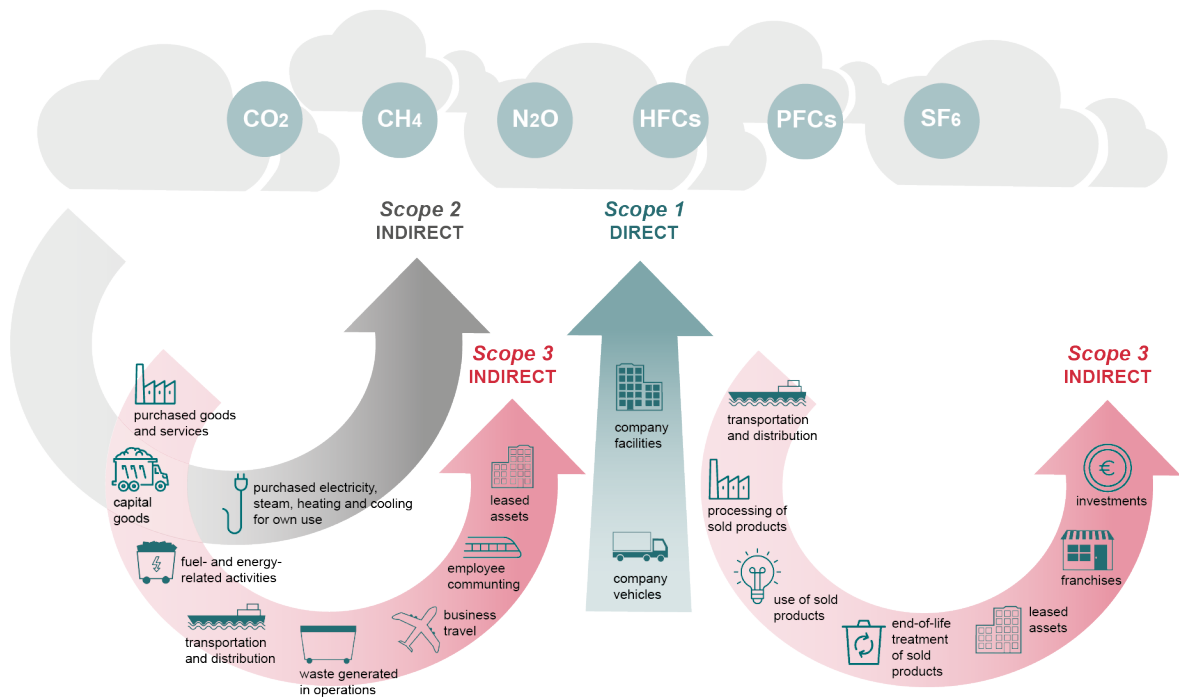 CO2
CH4
N2O
HFCs
PFCs
SF6
Scope 2
INDIRECT
Scope 1
DIRECT
Scope 3
INDIRECT
Scope 3
INDIRECT
purchased goods
and services
capital
goods
fuel- and energy-
related activities
transportation
and distribution
waste generated
in operations
business
travel
employee
communting
leased
assets
purchased electricity,
steam, heating and cooling
for own use
company
facilities
company
vehicles
transportation
and distribution
processing of
sold products
use of sold
products
end-of-life
treatment
of sold
products
leased
assets
franchises
investments
€